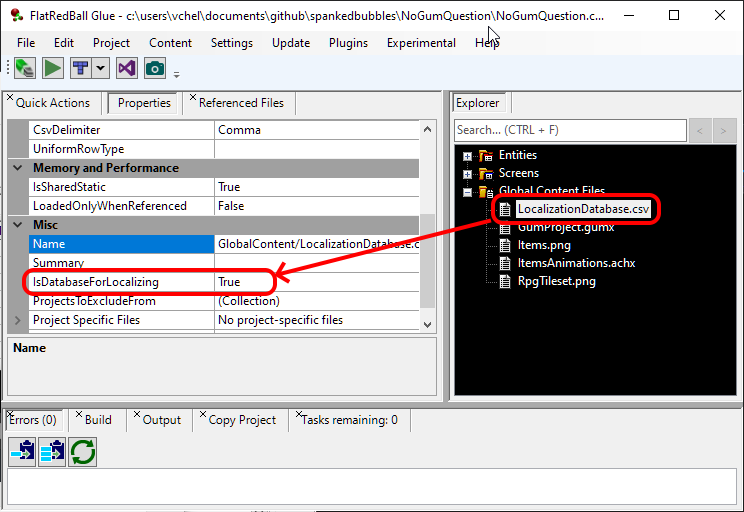 FlatRedBall Glue - c:\users\vchel\documents\github\spankedbubbles\NoGumQuestion\NoGumQuestion.c...
File Edit Project Content Settings Update Plugins Experimental Help
Quick Actions Properties Referenced Files
CsvDelimiter Comma
UniformRowType
Memory and Performance
IsSharedStatic True
LoadedOnlyWhenReferenced False
Misc
Name GlobalContent/LocalizationDatabase.c
Summary
IsDatabaseForLocalizing True
ProjectsToExcludeFrom (Collection)
Project Specific Files No project-specific files
Name
Explorer
Search... (CTRL + F) < >
Entities
Screens
Global Content Files
LocalizationDatabase.csv
GumProject.gumx
Items.png
ItemsAnimations.achx
RpgTileset.png
Errors (0) Build Output Copy Project Tasks remaining: 0